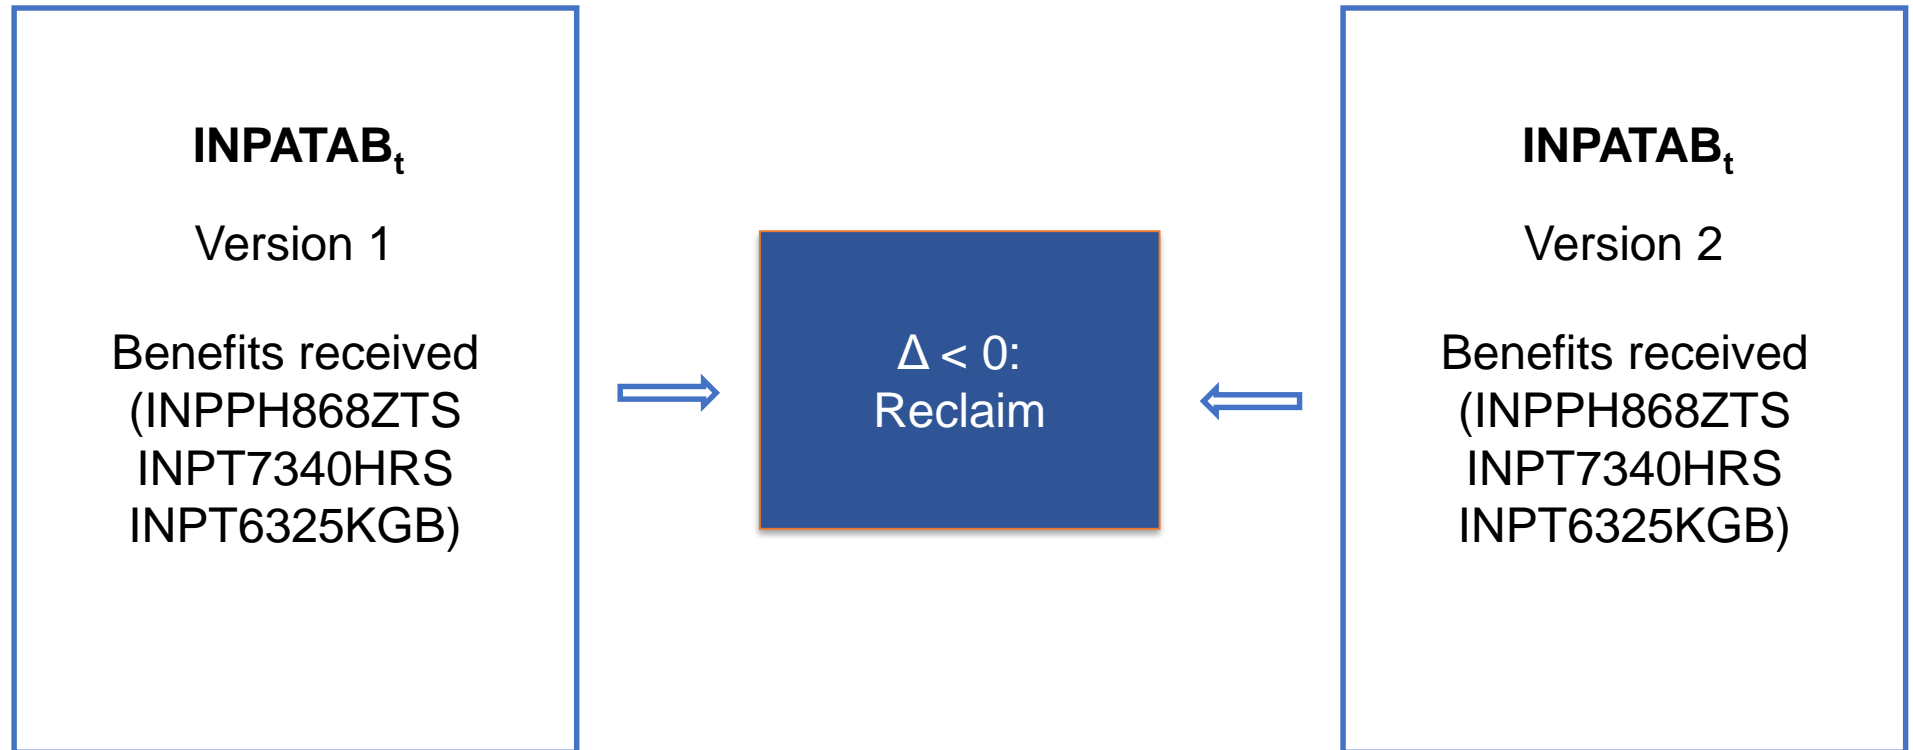 INPATABt
Version 1
Benefits received
(INPPH868ZTS
INPT7340HRS
INPT6325KGB)
Δ < 0:
Reclaim
INPATABt
Version 2
Benefits received
(INPPH868ZTS
INPT7340HRS
INPT6325KGB)